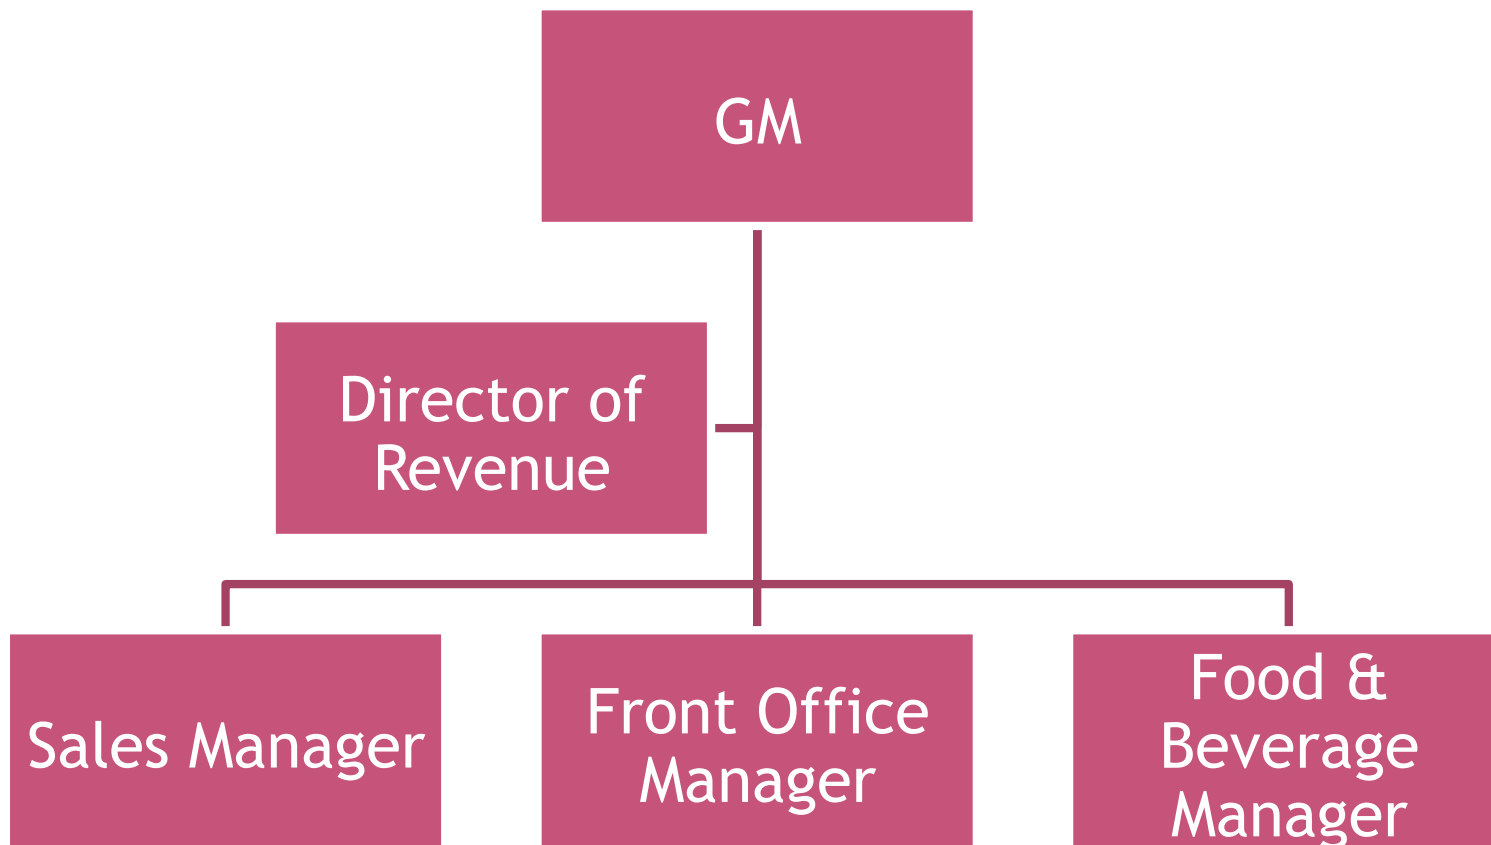 GM
Director of
Revenue
Sales Manager
Front Office
Manager
Food &
Beverage
Manager